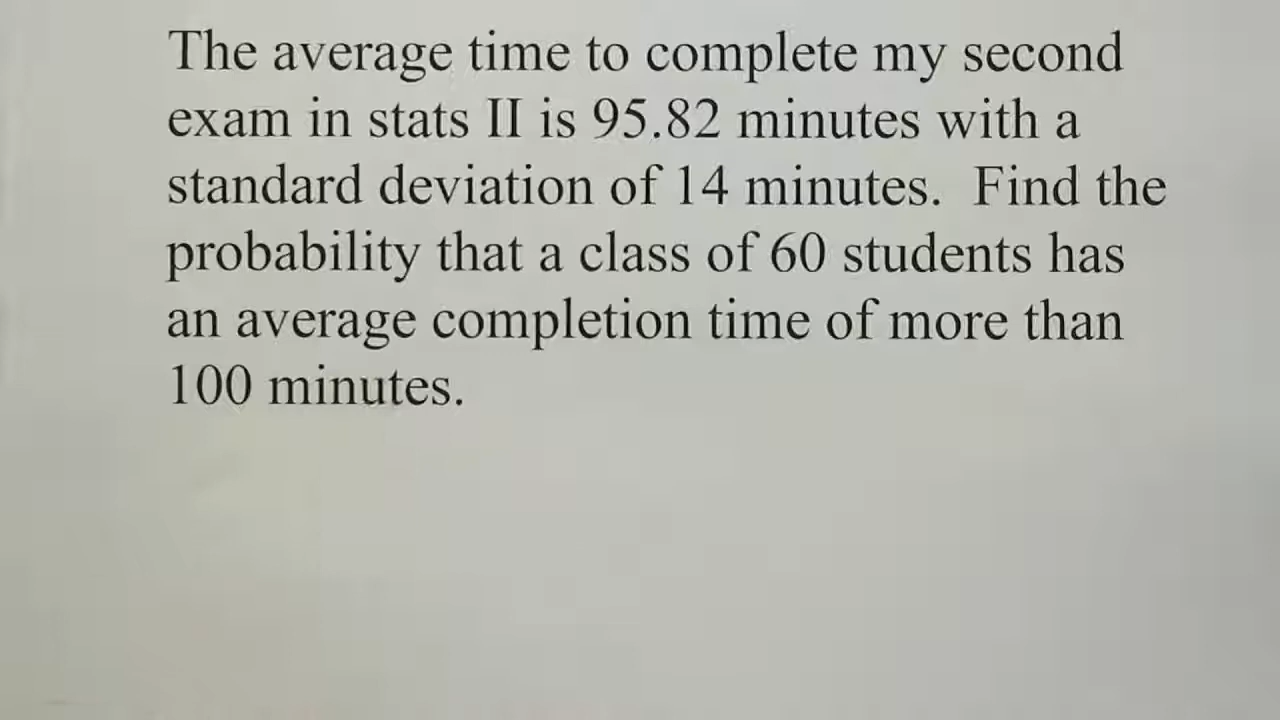 The average time to complete my second
exam in stats II is 95.82 minutes with a
standard deviation of 14 minutes.  Find the
probability that a class of 60 students has
an average completion time of more than
100 minutes.